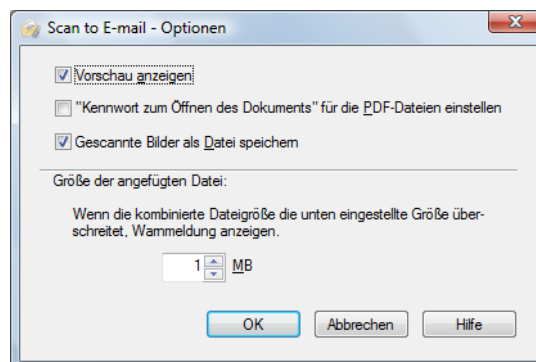 Scan to E-mail - Optionen
Vorschau anzeigen
"Kennwort zum Öffnen des Dokuments" für die PDF-Dateien einstellen
Gescannte Bilder als Datei speichern
Größe der angefügten Datei:
Wenn die kombinierte Dateigröße die unten eingestellte Größe über-
schreitet, Warnmeldung anzeigen.
1 MB
OK Abbrechen Hilfe